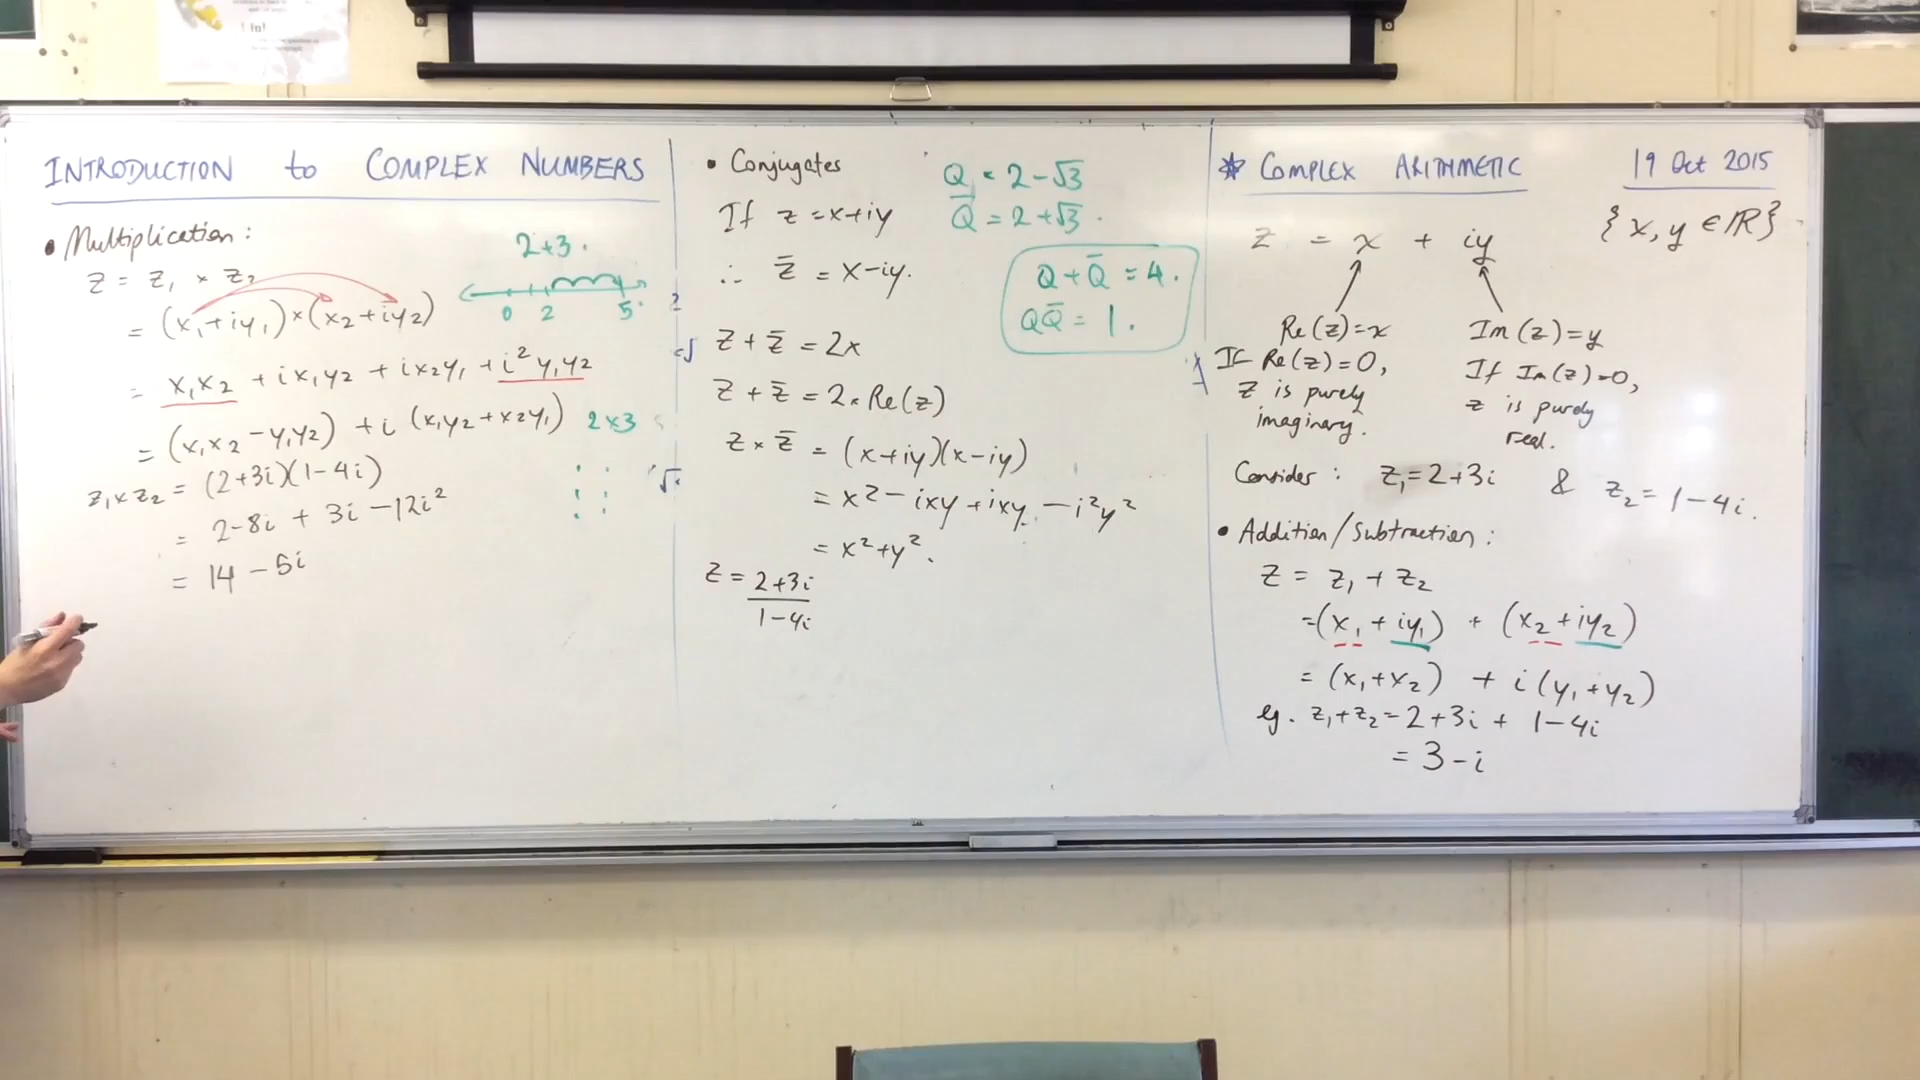 INTRODUCTION to COMPLEX NUMBERS
• Multiplication:
z = z₁ × z₂
= (x₁+iy₁)×(x₂+iy₂)
= x₁x₂ + ix₁y₂ + ix₂y₁ + i²y₁y₂
= (x₁x₂ - y₁y₂) + i (x₁y₂ + x₂y₁)
z₁×z₂ = (2+3i)(1-4i)
= 2-8i + 3i -12i²
= 14 - 5i
2+3.
0 2 5
2×3
• Conjugates
If z = x+iy
∴ z̄ = x-iy.
z + z̄ = 2x
z + z̄ = 2×Re(z)
z × z̄ = (x+iy)(x-iy)
= x² - ixy + ixy - i²y²
= x²+y².
z = 2+3i
1-4i
Q = 2-√3
Q̄ = 2+√3.
Q + Q̄ = 4.
QQ̄ = 1.
* COMPLEX ARITHMETIC
19 Oct 2015
z = x + iy
{x, y ∈ ℝ}
Re(z)=x
If Re(z)=0,
z is purely
imaginary.
Im(z)=y
If Im(z)=0,
z is purely
real.
Consider: z₁=2+3i & z₂=1-4i.
• Addition/Subtraction:
z = z₁ + z₂
=(x₁ + iy₁) + (x₂+iy₂)
= (x₁+x₂) + i(y₁+y₂)
eg. z₁+z₂=2+3i + 1-4i
= 3-i